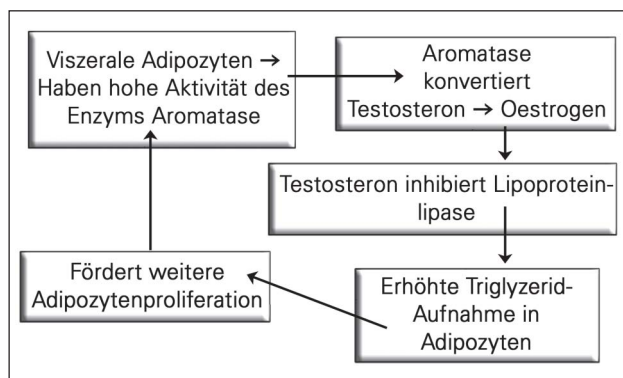 Viszerale Adipozyten →
Haben hohe Aktivität des
Enzyms Aromatase
Aromatase
konvertiert
Testosteron → Oestrogen
Testosteron inhibiert Lipoprotein-
lipase
Erhöhte Triglyzerid-
Aufnahme in
Adipozyten
Fördert weitere
Adipozytenproliferation